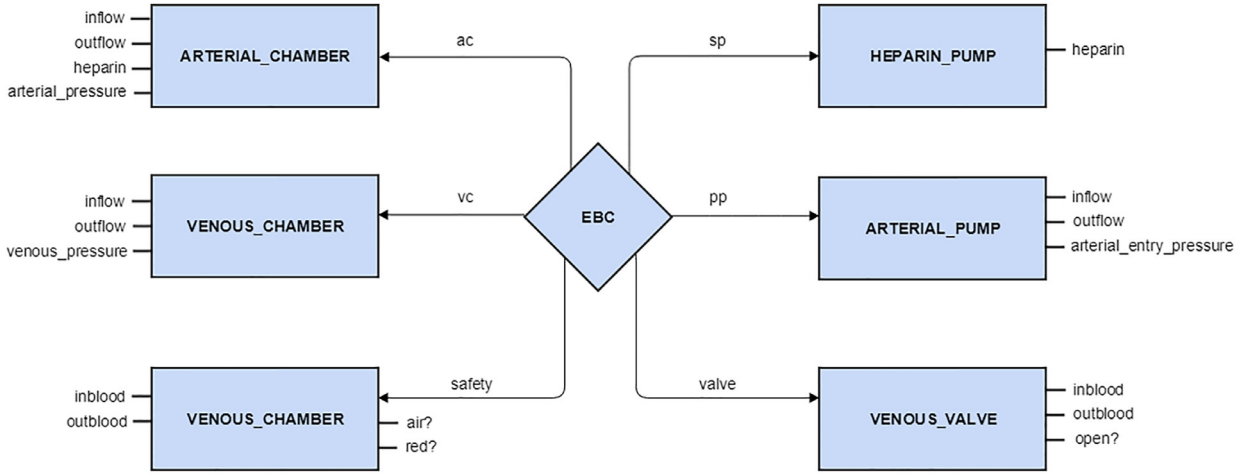 inflow
outflow
heparin
arterial_pressure
ARTERIAL_CHAMBER
ac
sp
HEPARIN_PUMP
heparin
inflow
outflow
venous_pressure
VENOUS_CHAMBER
vc
EBC
pp
ARTERIAL_PUMP
inflow
outflow
arterial_entry_pressure
inblood
outblood
VENOUS_CHAMBER
air?
red?
safety
valve
VENOUS_VALVE
inblood
outblood
open?